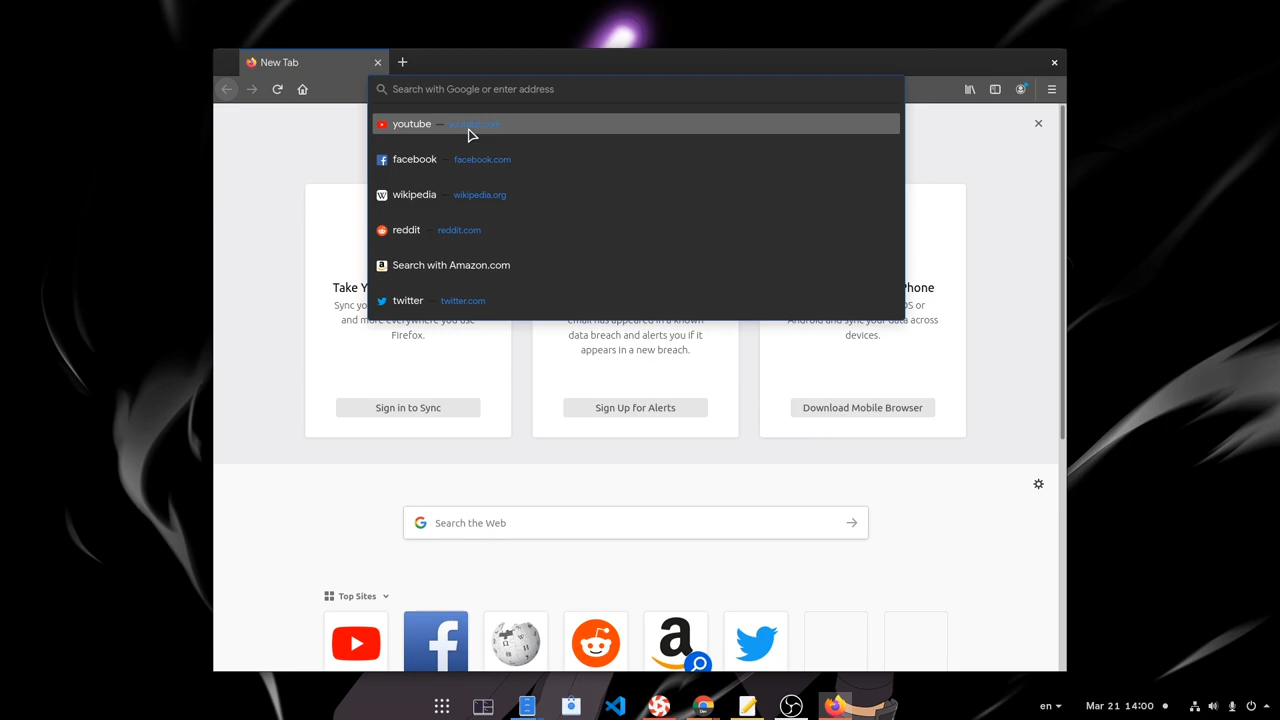 New Tab
Search with Google or enter address
youtube — youtube.com
facebook — facebook.com
wikipedia — wikipedia.org
reddit — reddit.com
Search with Amazon.com
twitter — twitter.com
Take Y
Sync yo
and more everywhere you use
Firefox.
Sign in to Sync
email has appeared in a known
data breach and alerts you if it
appears in a new breach.
Sign Up for Alerts
Phone
OS or
Android and sync your data across
devices.
Download Mobile Browser
Search the Web
Top Sites
en
Mar 21 14:00